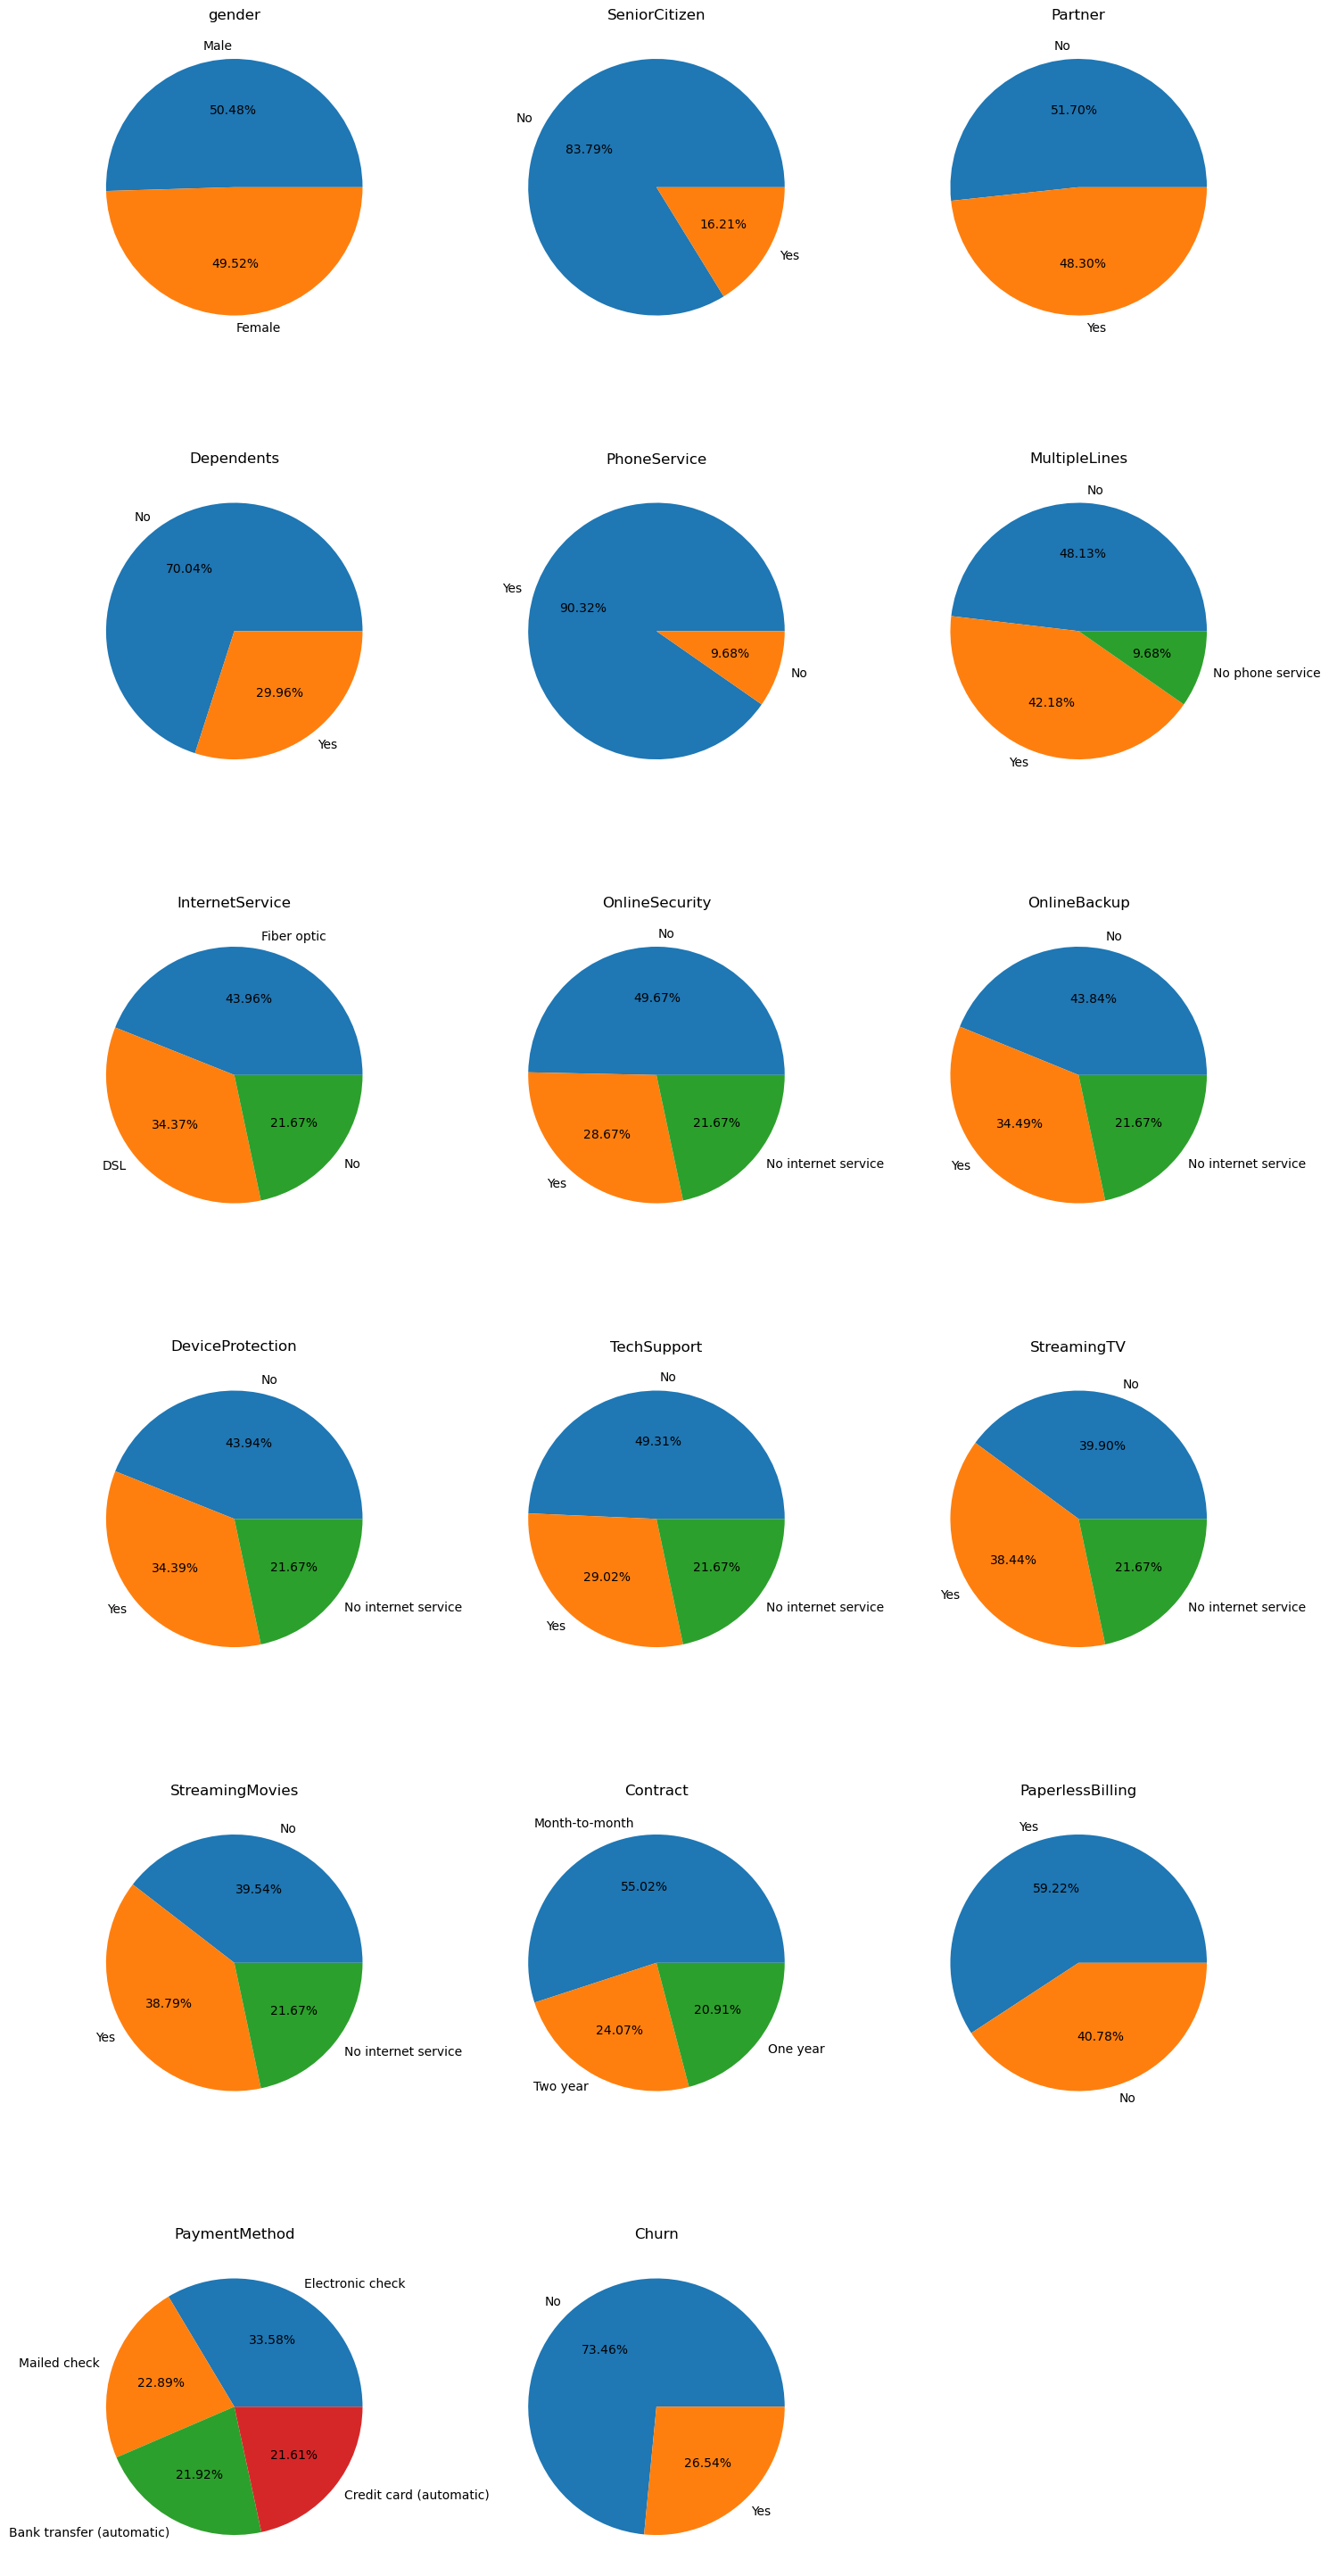 gender
Male
50.48%
49.52%
Female
SeniorCitizen
No
83.79%
16.21%
Yes
Partner
No
51.70%
48.30%
Yes
Dependents
No
70.04%
29.96%
Yes
PhoneService
Yes
90.32%
9.68%
No
MultipleLines
No
48.13%
9.68%
No phone service
42.18%
Yes
InternetService
Fiber optic
43.96%
34.37%
21.67%
DSL
No
OnlineSecurity
No
49.67%
28.67%
21.67%
No internet service
Yes
OnlineBackup
No
43.84%
34.49%
21.67%
Yes
No internet service
DeviceProtection
No
43.94%
34.39%
21.67%
Yes
No internet service
TechSupport
No
49.31%
29.02%
21.67%
No internet service
Yes
StreamingTV
No
39.90%
38.44%
21.67%
Yes
No internet service
StreamingMovies
No
39.54%
38.79%
21.67%
Yes
No internet service
Contract
Month-to-month
55.02%
24.07%
20.91%
One year
Two year
PaperlessBilling
Yes
59.22%
40.78%
No
PaymentMethod
Electronic check
33.58%
Mailed check
22.89%
21.61%
21.92%
Credit card (automatic)
Bank transfer (automatic)
Churn
No
73.46%
26.54%
Yes